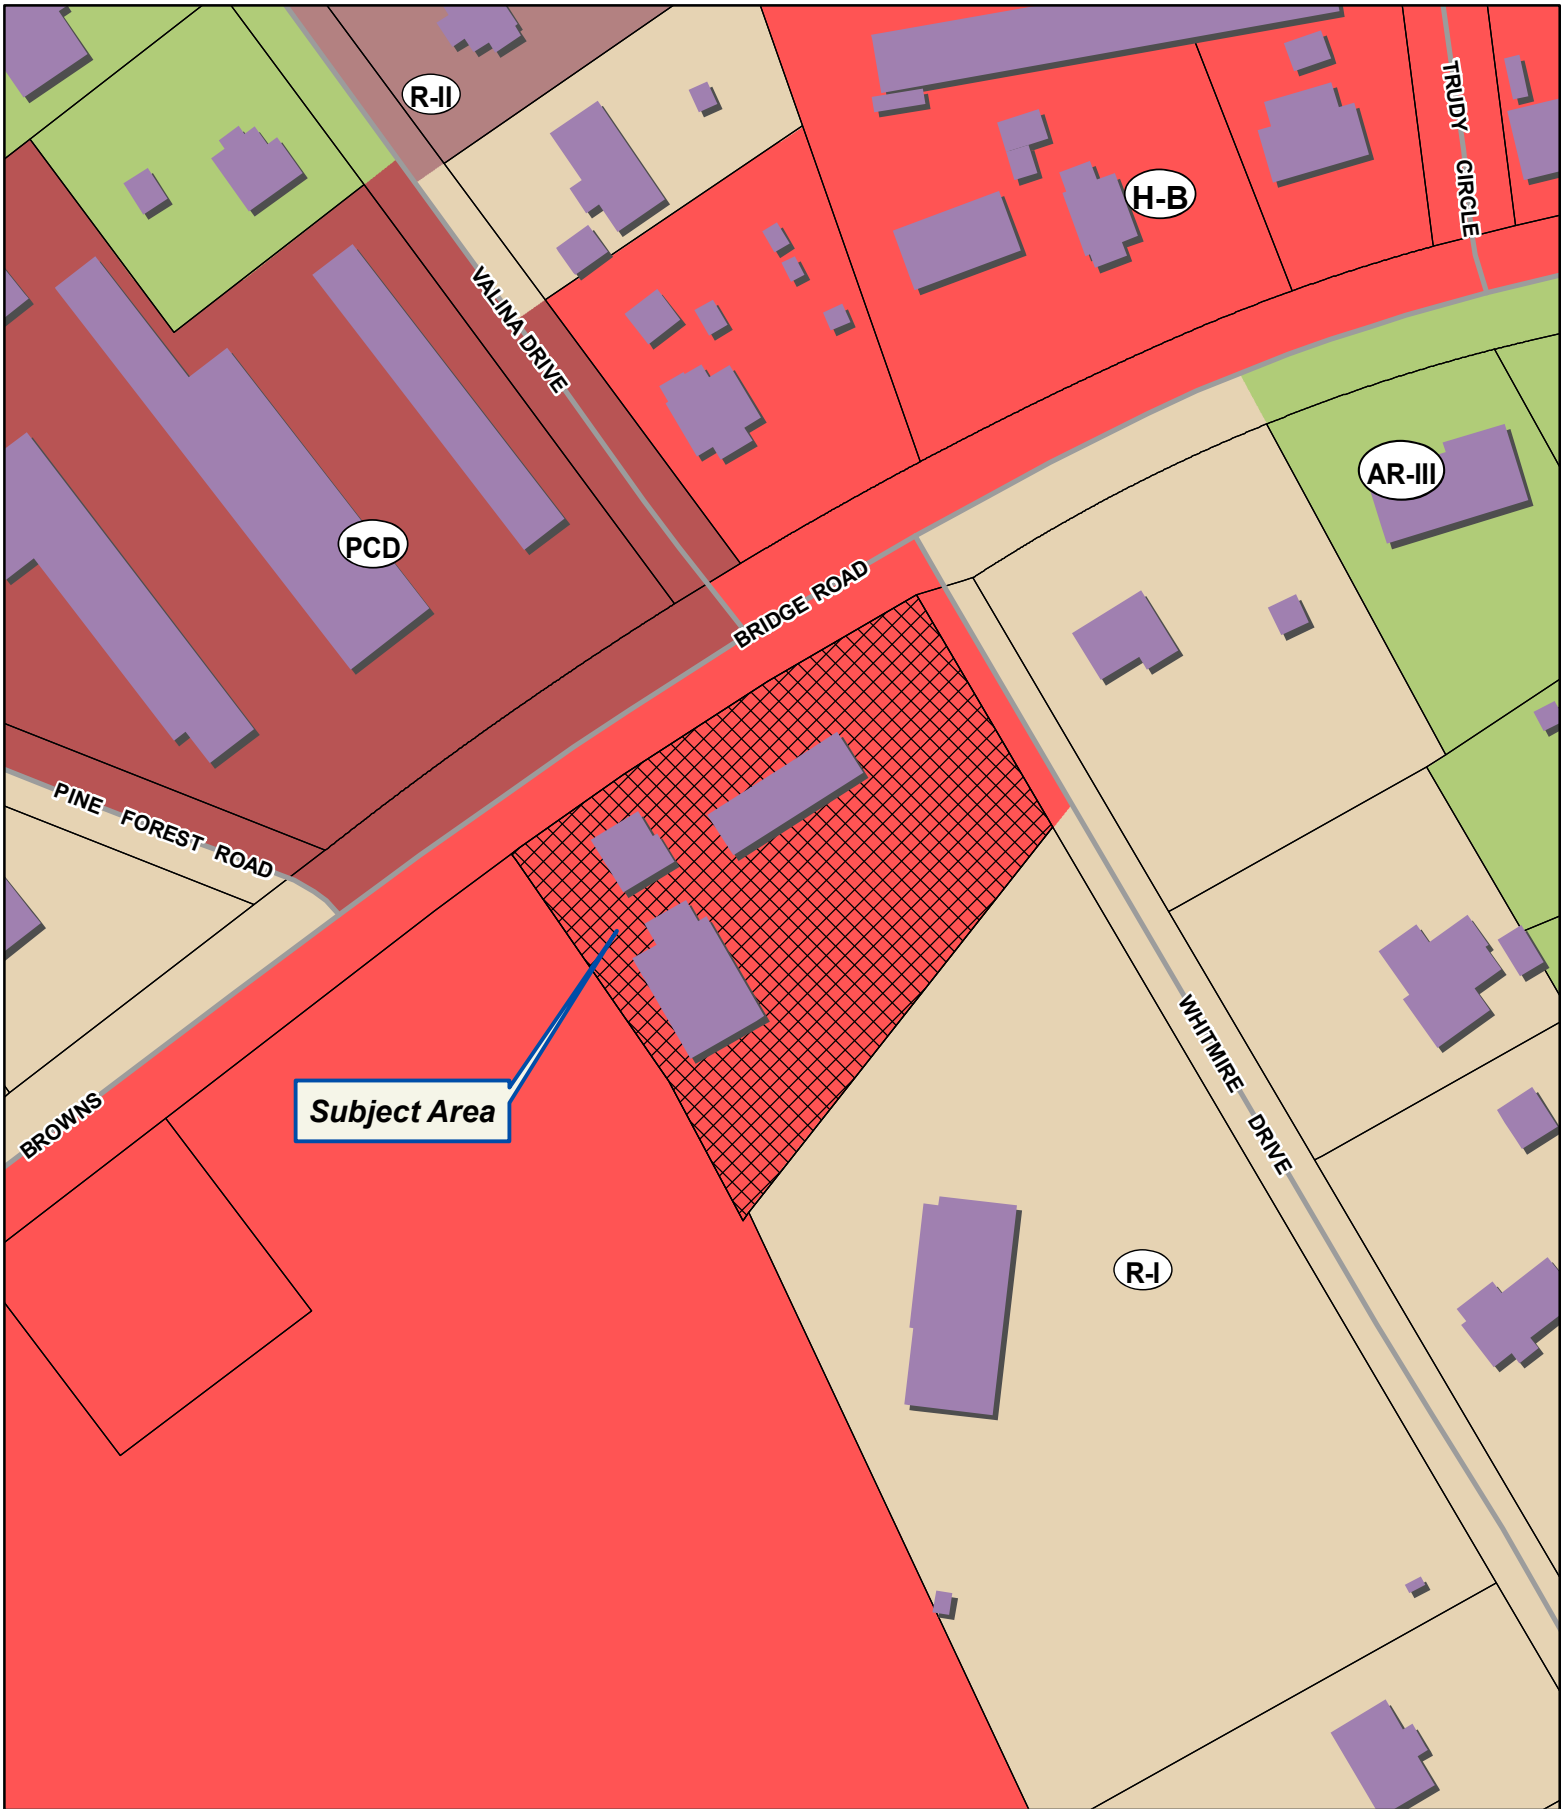 R-II
TRUDY CIRCLE
H-B
VALINA DRIVE
AR-III
PCD
BRIDGE ROAD
PINE FOREST ROAD
WHITMIRE DRIVE
BROWNS
Subject Area
R-I